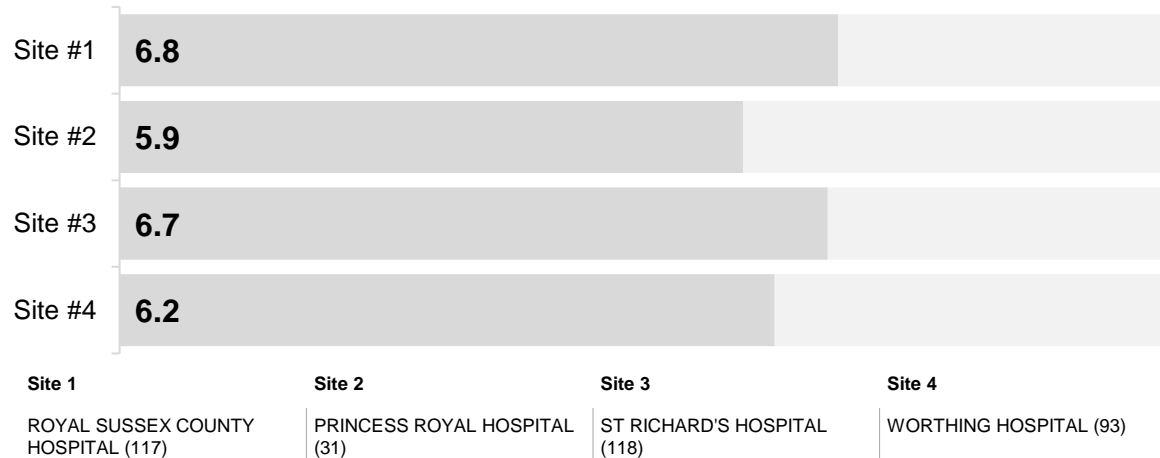 Site #1 6.8
Site #2 5.9
Site #3 6.7
Site #4 6.2
Site 1 Site 2 Site 3 Site 4
ROYAL SUSSEX COUNTY
HOSPITAL (117)
PRINCESS ROYAL HOSPITAL
(31)
ST RICHARD'S HOSPITAL
(118)
WORTHING HOSPITAL (93)